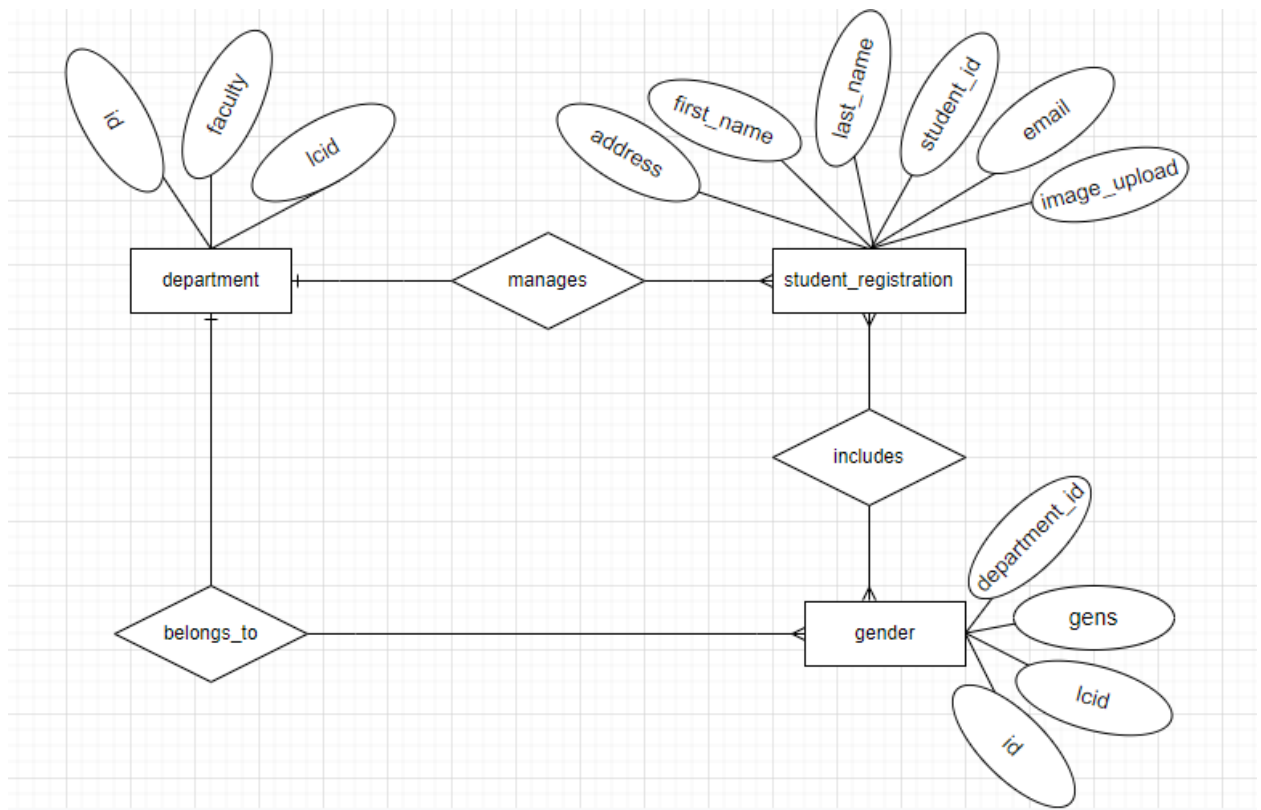 id
faculty
lcid
address
first_name
last_name
student_id
email
image_upload
department
manages
student_registration
includes
department_id
belongs_to
gender
gens
lcid
id